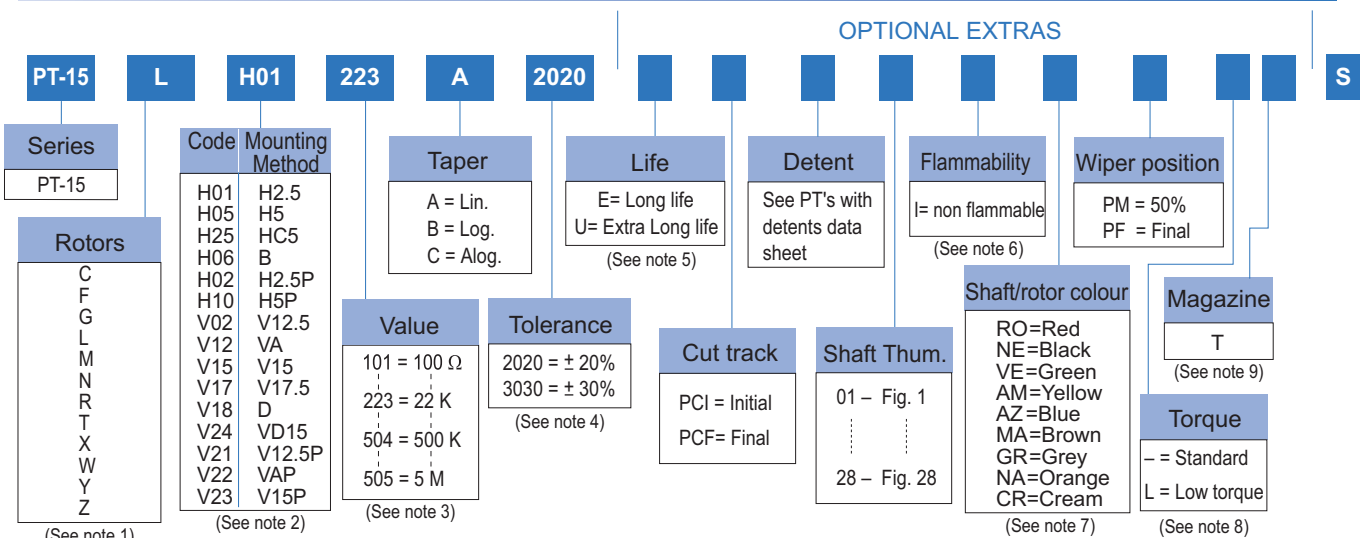 OPTIONAL EXTRAS
PT-15 L H01 223 A 2020 S
Series
PT-15
Rotors
C
F
G
L
M
N
R
T
X
W
Y
Z
(See note 1)
Code Mounting Method
H01 H2.5
H05 H5
H25 HC5
H06 B
H02 H2.5P
H10 H5P
V02 V12.5
V12 VA
V15 V15
V17 V17.5
V18 D
V24 VD15
V21 V12.5P
V22 VAP
V23 V15P
(See note 2)
Value
101 = 100 Ω
223 = 22 K
504 = 500 K
505 = 5 M
(See note 3)
Taper
A = Lin.
B = Log.
C = Alog.
Tolerance
2020 = ± 20%
3030 = ± 30%
(See note 4)
Life
E= Long life
U= Extra Long life
(See note 5)
Cut track
PCI = Initial
PCF= Final
Detent
See PT's with
detents data
sheet
Shaft Thum.
01 – Fig. 1
28 – Fig. 28
Flammability
I= non flammable
(See note 6)
Shaft/rotor colour
RO=Red
NE=Black
VE=Green
AM=Yellow
AZ=Blue
MA=Brown
GR=Grey
NA=Orange
CR=Cream
(See note 7)
Wiper position
PM = 50%
PF = Final
Torque
– = Standard
L = Low torque
(See note 8)
Magazine
T
(See note 9)